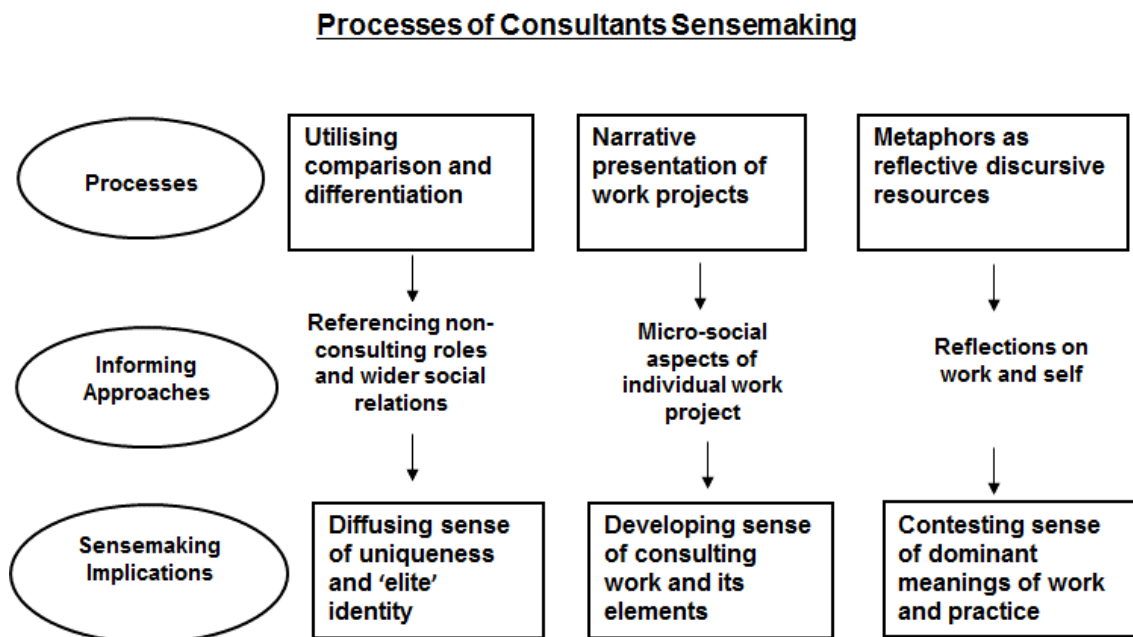 Processes of Consultants Sensemaking
Processes
Utilising
comparison and
differentiation
Narrative
presentation of
work projects
Metaphors as
reflective discursive
resources
Informing
Approaches
Referencing non-
consulting roles
and wider social
relations
Micro-social
aspects of
individual work
project
Reflections on
work and self
Sensemaking
Implications
Diffusing sense
of uniqueness
and ‘elite’
identity
Developing sense
of consulting
work and its
elements
Contesting sense
of dominant
meanings of work
and practice